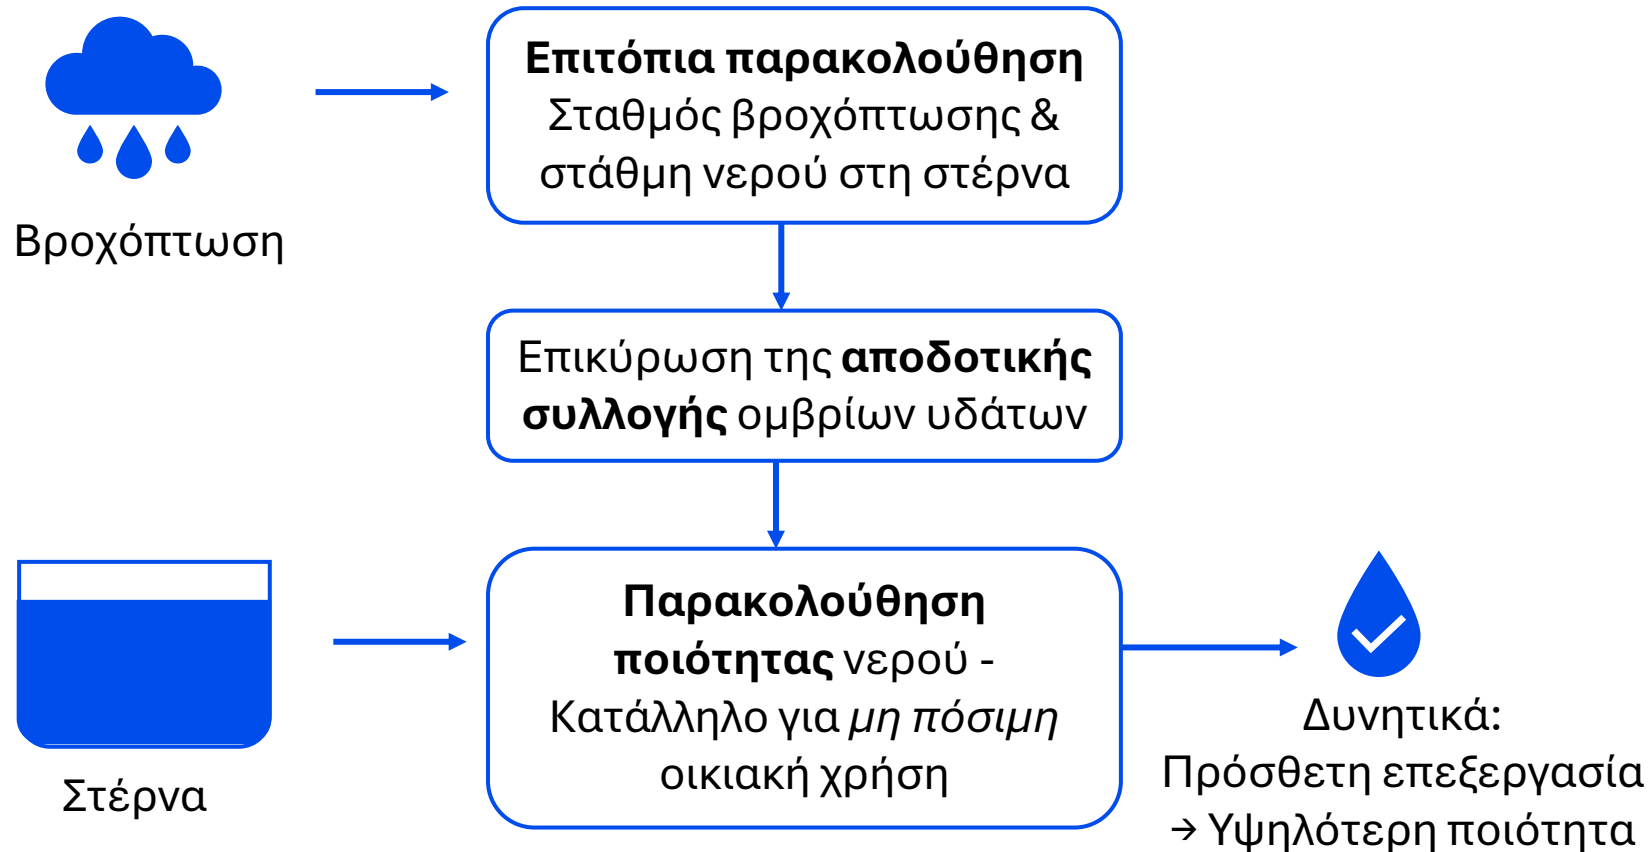 Βροχόπτωση
Επιτόπια παρακολούθηση
Σταθμός βροχόπτωσης &
στάθμη νερού στη στέρνα
Επικύρωση της αποδοτικής
συλλογής ομβρίων υδάτων
Στέρνα
Παρακολούθηση
ποιότητας νερού -
Κατάλληλο για μη πόσιμη
οικιακή χρήση
Δυνητικά:
Πρόσθετη επεξεργασία
→ Υψηλότερη ποιότητα